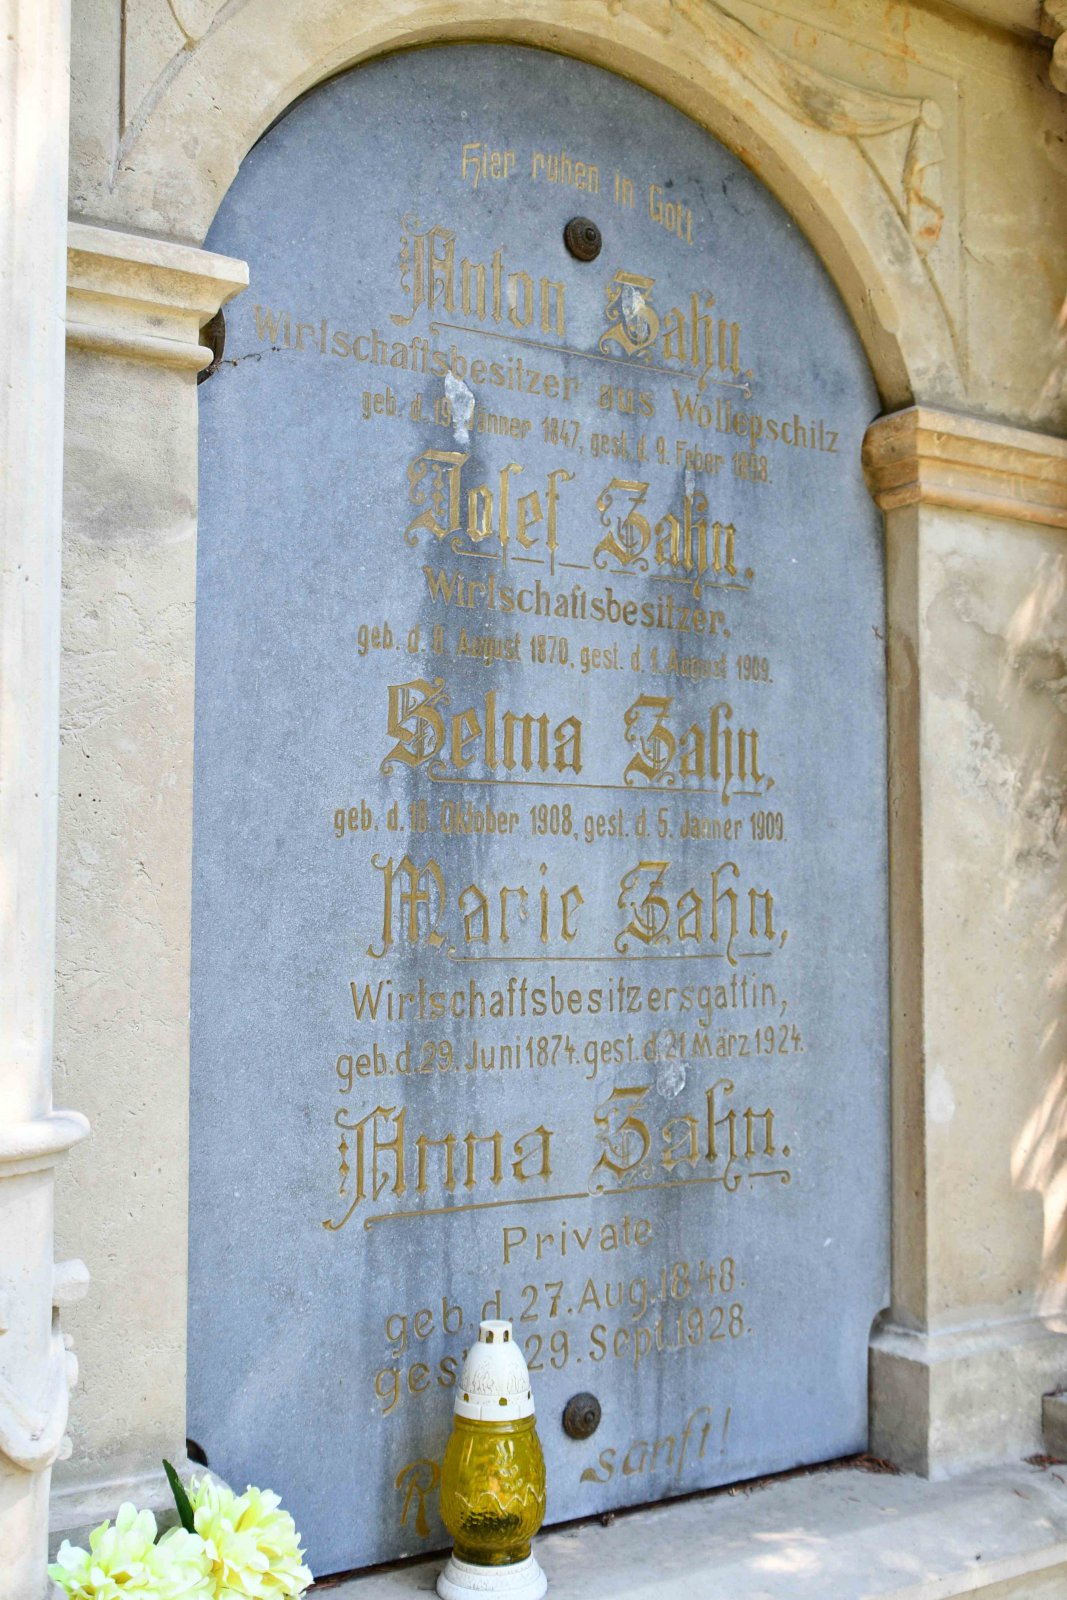 Hier ruhen in Gott
Anton Zahn.
Wirtschaftsbesitzer aus Wollepschitz
geb. d. 19. Jänner 1847, gest. d. 9. Feber 1898.
Josef Zahn.
Wirtschaftsbesitzer,
geb. d. 8. August 1870, gest. d. 1. August 1909.
Selma Zahn,
geb. d. 18. Oktober 1908, gest. d. 5. Jänner 1909.
Marie Zahn,
Wirtschaftsbesitzersgattin,
geb. d. 29. Juni 1874. gest. d. 21 März 1924.
Anna Zahn.
Private
geb. d. 27. Aug. 1848.
gest. 29. Sept. 1928.
sanft!